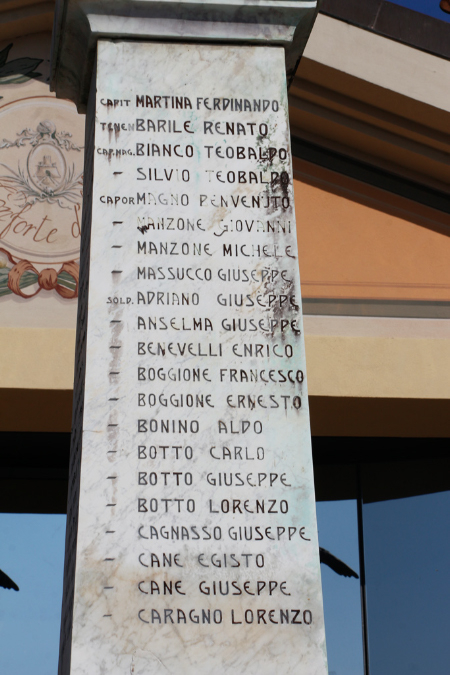 CAPIT MARTINA FERDINANDO
TENEN BARILE RENATO
CAP.MAG. BIANCO TEOBALDO
– SILVIO TEOBALDO
CAPOR MAGNO BENVENUTO
– MANZONE GIOVANNI
– MANZONE MICHELE
– MASSUCCO GIUSEPPE
SOLD. ADRIANO GIUSEPPE
– ANSELMA GIUSEPPE
– BENEVELLI ENRICO
– BOGGIONE FRANCESCO
– BOGGIONE ERNESTO
– BONINO ALDO
– BOTTO CARLO
– BOTTO GIUSEPPE
– BOTTO LORENZO
– CAGNASSO GIUSEPPE
– CANE EGISTO
– CANE GIUSEPPE
– CARAGNO LORENZO